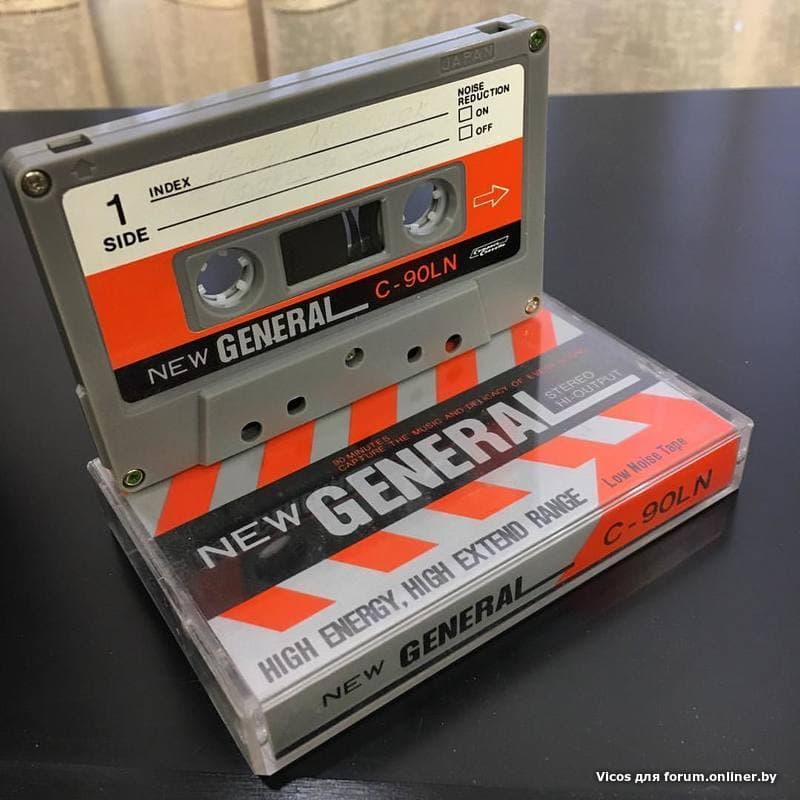 JAPAN
NOISE
REDUCTION
ON
OFF
INDEX
1
SIDE
C-90LN
NEW GENERAL
90 MINUTES
CAPTURE THE MUSIC AND DELICACY OF EVERY
STEREO
HI-OUTPUT
NEW GENERAL
Low Noise Tape
HIGH ENERGY, HIGH EXTEND RANGE
C-90LN
NEW GENERAL
Vicos для forum.onliner.by